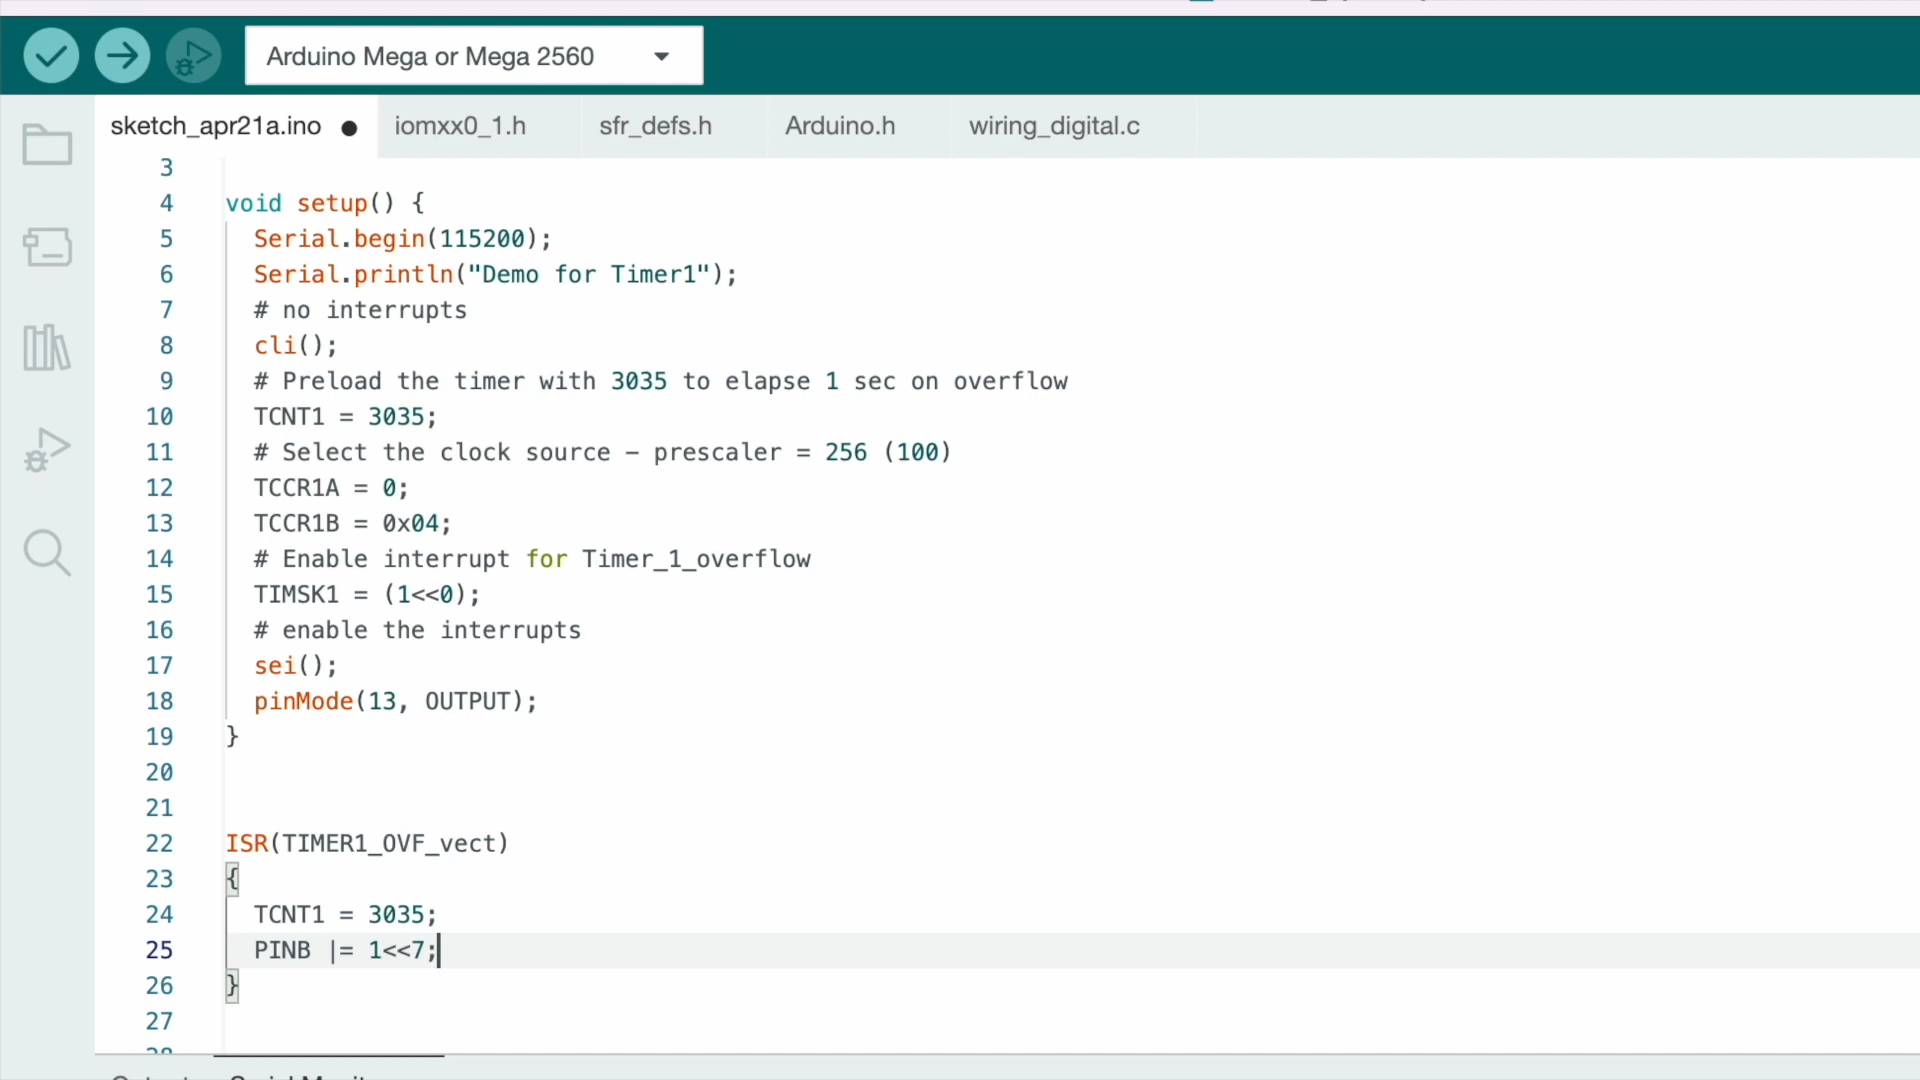 Arduino Mega or Mega 2560
sketch_apr21a.ino iomxx0_1.h sfr_defs.h Arduino.h wiring_digital.c
3
4 void setup() {
5 Serial.begin(115200);
6 Serial.println("Demo for Timer1");
7 # no interrupts
8 cli();
9 # Preload the timer with 3035 to elapse 1 sec on overflow
10 TCNT1 = 3035;
11 # Select the clock source – prescaler = 256 (100)
12 TCCR1A = 0;
13 TCCR1B = 0x04;
14 # Enable interrupt for Timer_1_overflow
15 TIMSK1 = (1<<0);
16 # enable the interrupts
17 sei();
18 pinMode(13, OUTPUT);
19 }
20
21
22 ISR(TIMER1_OVF_vect)
23 {
24 TCNT1 = 3035;
25 PINB |= 1<<7;
26 }
27